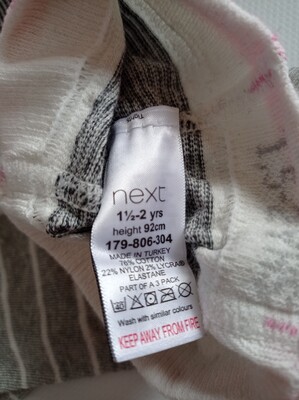 next
1½-2 yrs
height 92cm
179-806-304
MADE IN TURKEY
76% COTTON
22% NYLON 2% LYCRA®
ELASTANE
PART OF A 3 PACK
40
Wash with similar colours
KEEP AWAY FROM FIRE